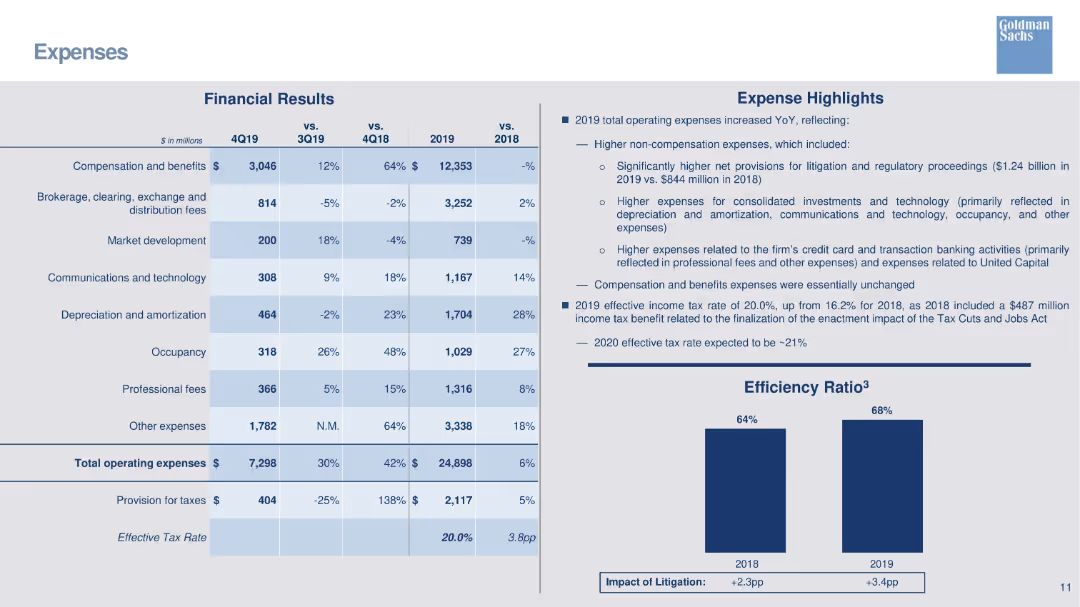 Goldman
Sachs
Expenses
Financial Results
$ in millions 4Q19 vs. 3Q19 vs. 4Q18 2019 vs. 2018
Compensation and benefits $ 3,046 12% 64% $ 12,353 -%
Brokerage, clearing, exchange and
distribution fees 814 -5% -2% 3,252 2%
Market development 200 18% -4% 739 -%
Communications and technology 308 9% 18% 1,167 14%
Depreciation and amortization 464 -2% 23% 1,704 28%
Occupancy 318 26% 48% 1,029 27%
Professional fees 366 5% 15% 1,316 8%
Other expenses 1,782 N.M. 64% 3,338 18%
Total operating expenses $ 7,298 30% 42% $ 24,898 6%
Provision for taxes $ 404 -25% 138% $ 2,117 5%
Effective Tax Rate 20.0% 3.8pp
Expense Highlights
■ 2019 total operating expenses increased YoY, reflecting:
— Higher non-compensation expenses, which included:
o Significantly higher net provisions for litigation and regulatory proceedings ($1.24 billion in
2019 vs. $844 million in 2018)
o Higher expenses for consolidated investments and technology (primarily reflected in
depreciation and amortization, communications and technology, occupancy, and other
expenses)
o Higher expenses related to the firm's credit card and transaction banking activities (primarily
reflected in professional fees and other expenses) and expenses related to United Capital
— Compensation and benefits expenses were essentially unchanged
■ 2019 effective income tax rate of 20.0%, up from 16.2% for 2018, as 2018 included a $487 million
income tax benefit related to the finalization of the enactment impact of the Tax Cuts and Jobs Act
— 2020 effective tax rate expected to be ~21%
Efficiency Ratio³
64% 68%
2018 2019
Impact of Litigation: +2.3pp +3.4pp
11